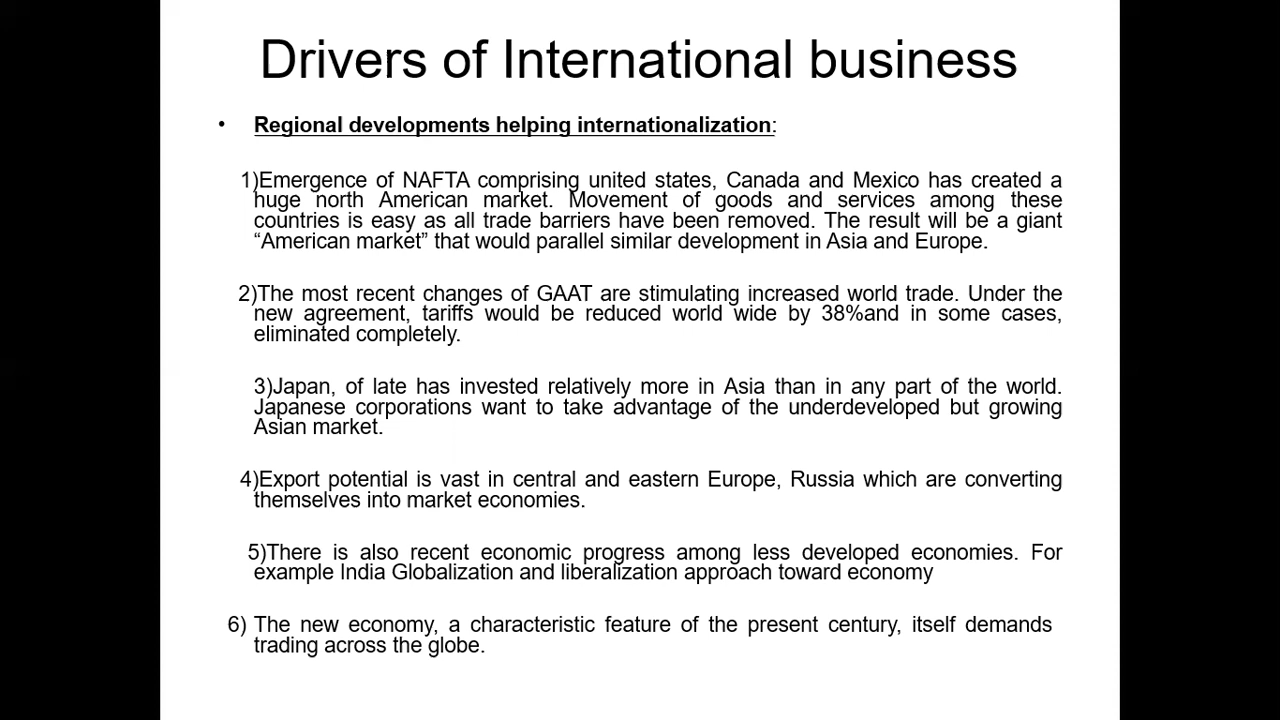 Drivers of International business
• Regional developments helping internationalization:
1)Emergence of NAFTA comprising united states, Canada and Mexico has created a
huge north American market. Movement of goods and services among these
countries is easy as all trade barriers have been removed. The result will be a giant
“American market” that would parallel similar development in Asia and Europe.
2)The most recent changes of GAAT are stimulating increased world trade. Under the
new agreement, tariffs would be reduced world wide by 38%and in some cases,
eliminated completely.
3)Japan, of late has invested relatively more in Asia than in any part of the world.
Japanese corporations want to take advantage of the underdeveloped but growing
Asian market.
4)Export potential is vast in central and eastern Europe, Russia which are converting
themselves into market economies.
5)There is also recent economic progress among less developed economies. For
example India Globalization and liberalization approach toward economy
6) The new economy, a characteristic feature of the present century, itself demands
trading across the globe.